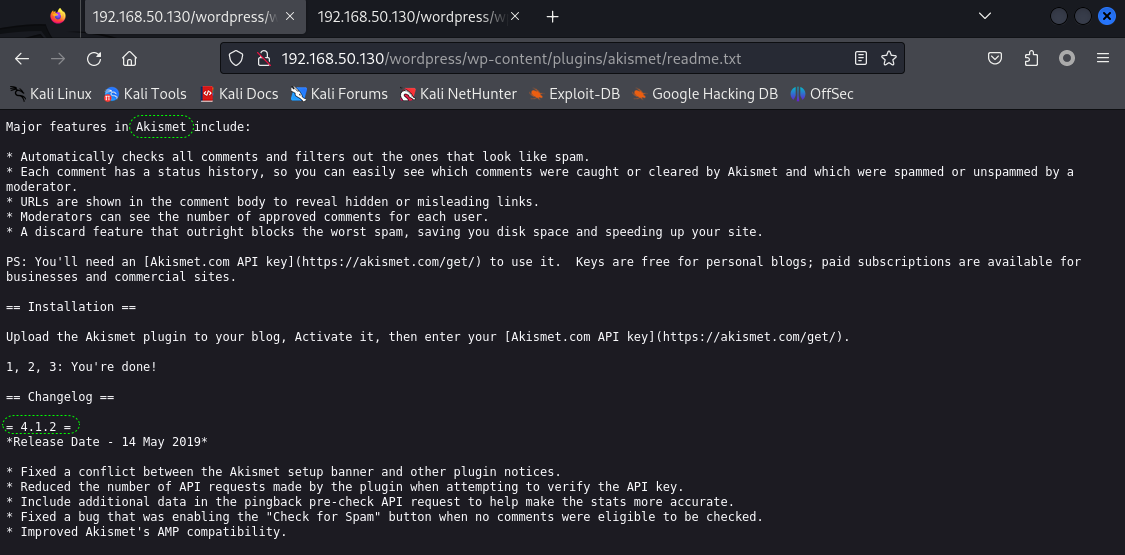 192.168.50.130/wordpress/w
192.168.50.130/wordpress/w
192.168.50.130/wordpress/wp-content/plugins/akismet/readme.txt
Kali Linux Kali Tools Kali Docs Kali Forums Kali NetHunter Exploit-DB Google Hacking DB OffSec
Major features in Akismet include:
* Automatically checks all comments and filters out the ones that look like spam.
* Each comment has a status history, so you can easily see which comments were caught or cleared by Akismet and which were spammed or unspammed by a
moderator.
* URLs are shown in the comment body to reveal hidden or misleading links.
* Moderators can see the number of approved comments for each user.
* A discard feature that outright blocks the worst spam, saving you disk space and speeding up your site.
PS: You'll need an [Akismet.com API key](https://akismet.com/get/) to use it.  Keys are free for personal blogs; paid subscriptions are available for
businesses and commercial sites.
== Installation ==
Upload the Akismet plugin to your blog, Activate it, then enter your [Akismet.com API key](https://akismet.com/get/).
1, 2, 3: You're done!
== Changelog ==
= 4.1.2 =
*Release Date - 14 May 2019*
* Fixed a conflict between the Akismet setup banner and other plugin notices.
* Reduced the number of API requests made by the plugin when attempting to verify the API key.
* Include additional data in the pingback pre-check API request to help make the stats more accurate.
* Fixed a bug that was enabling the "Check for Spam" button when no comments were eligible to be checked.
* Improved Akismet's AMP compatibility.